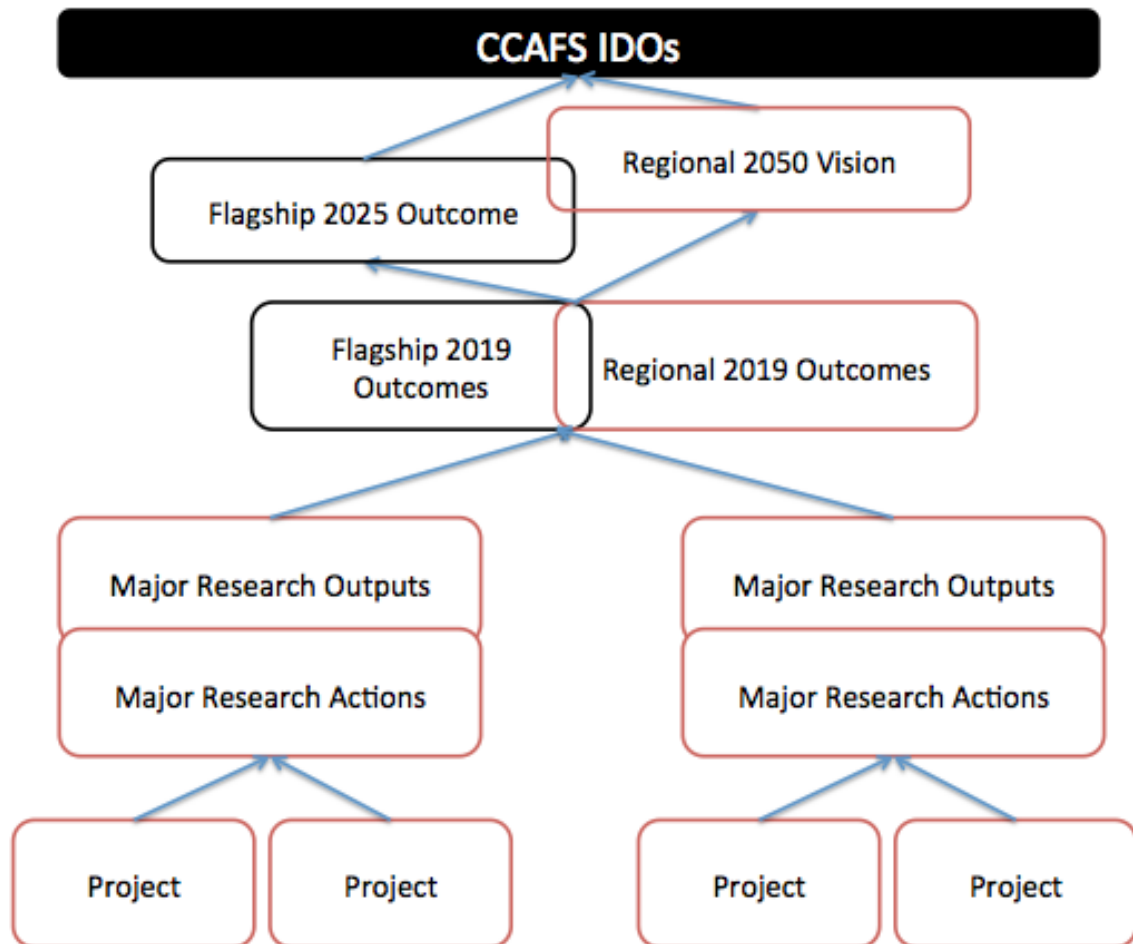 CCAFS IDOs
Regional 2050 Vision
Flagship 2025 Outcome
Flagship 2019
Outcomes
Regional 2019 Outcomes
Major Research Outputs
Major Research Outputs
Major Research Actions
Major Research Actions
Project
Project
Project
Project